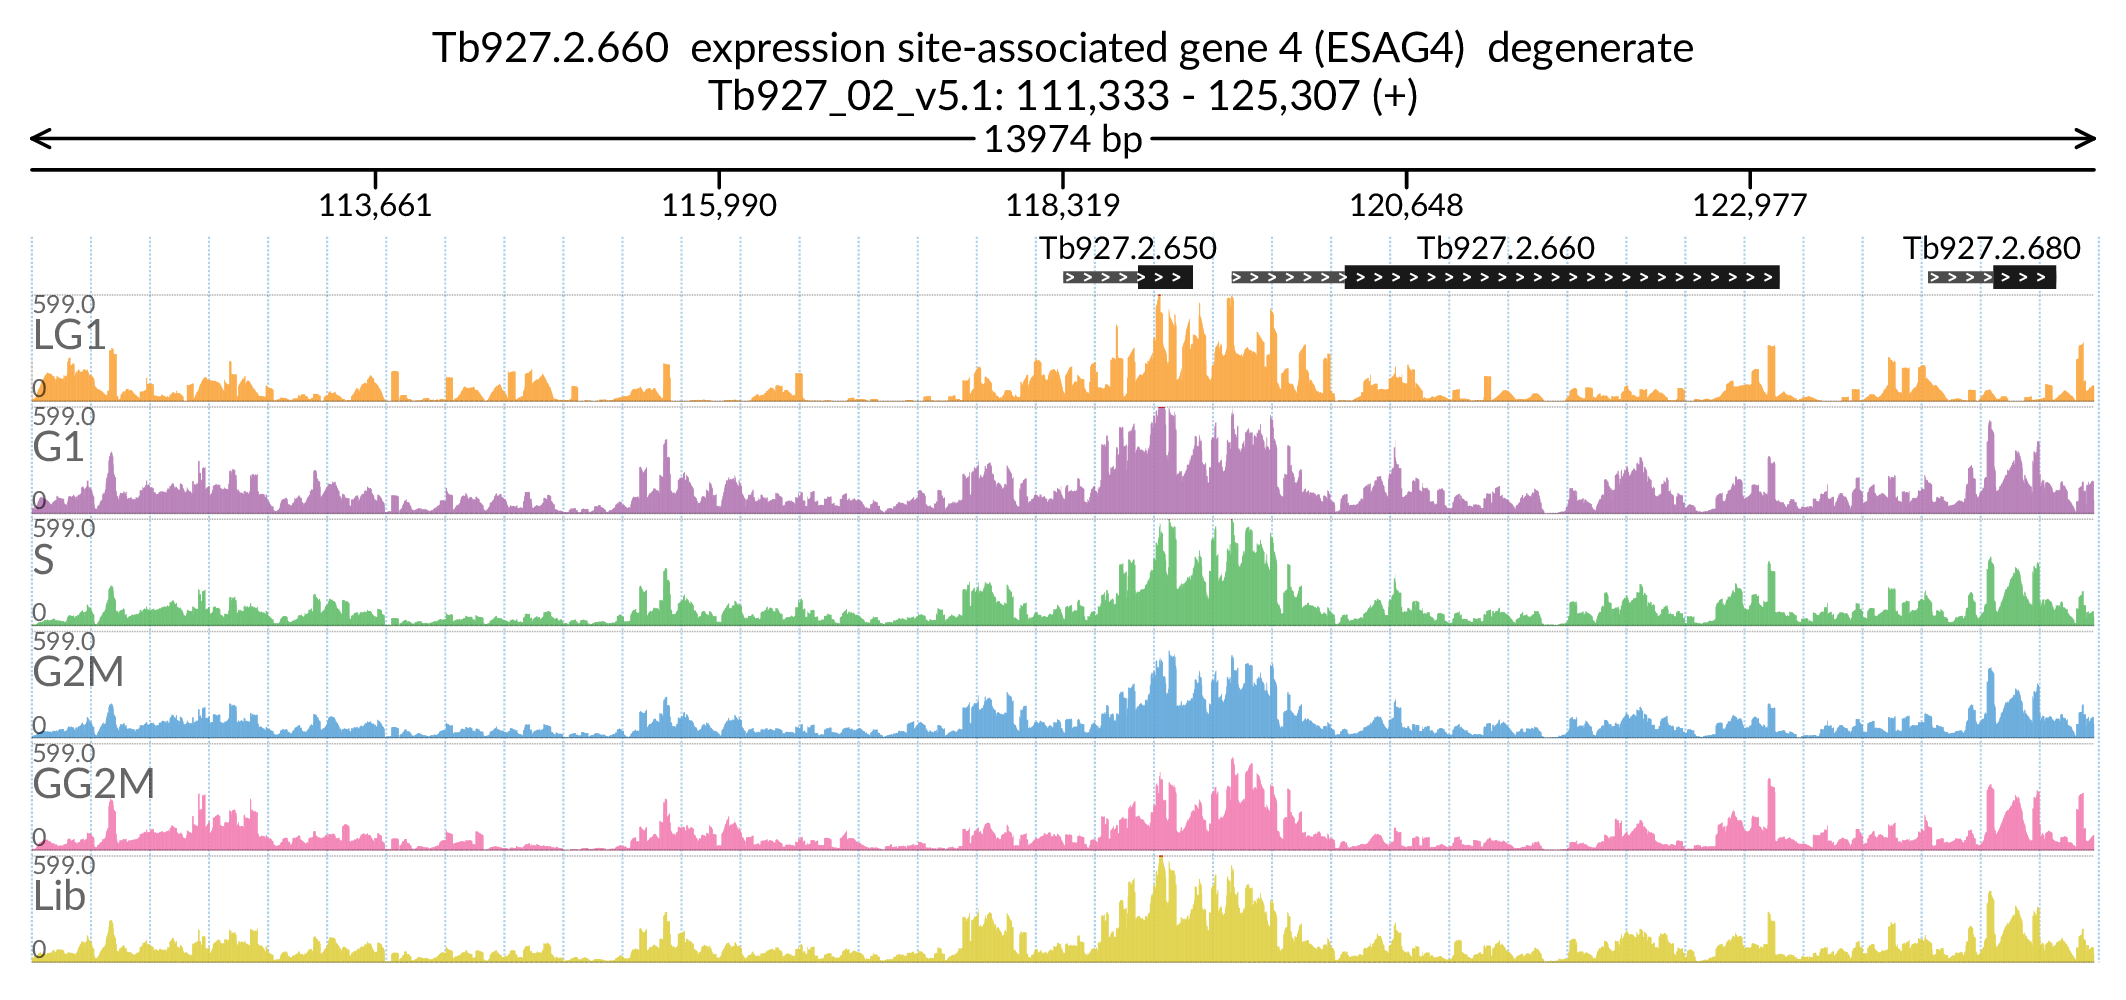 Tb927.2.660  expression site-associated gene 4 (ESAG4)  degenerate
Tb927_02_v5.1: 111,333 - 125,307 (+)
13974 bp
113,661 115,990 118,319 120,648 122,977
Tb927.2.650 Tb927.2.660 Tb927.2.680
599.0
LG1
0
599.0
G1
0
599.0
S
0
599.0
G2M
0
599.0
GG2M
0
599.0
Lib
0